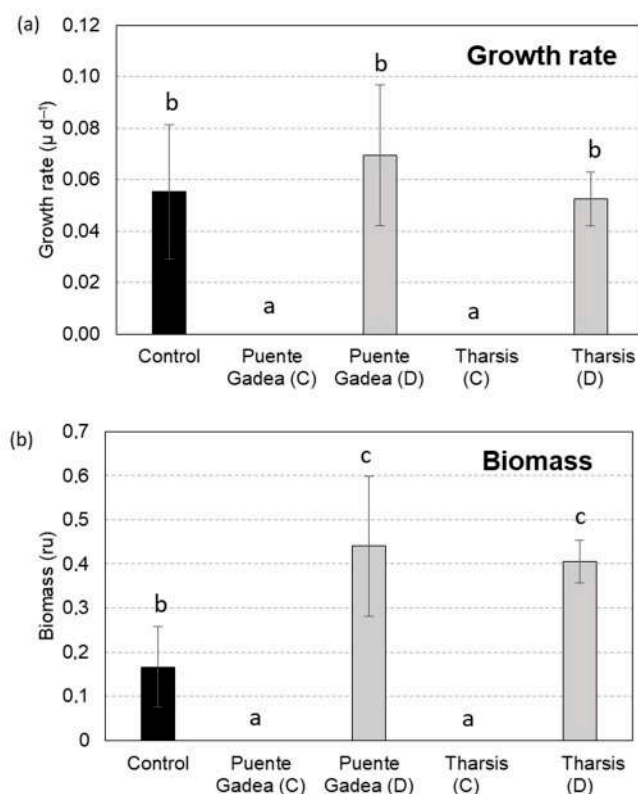 (a)
Growth rate
Growth rate (µ d⁻¹)
0.12
0.10
0.08
0.06
0.04
0.02
0.00
b
a
b
a
b
Control
Puente
Gadea (C)
Puente
Gadea (D)
Tharsis
(C)
Tharsis
(D)
(b)
Biomass
Biomass (ru)
0.7
0.6
0.5
0.4
0.3
0.2
0.1
0
b
a
c
a
c
Control
Puente
Gadea (C)
Puente
Gadea (D)
Tharsis
(C)
Tharsis
(D)